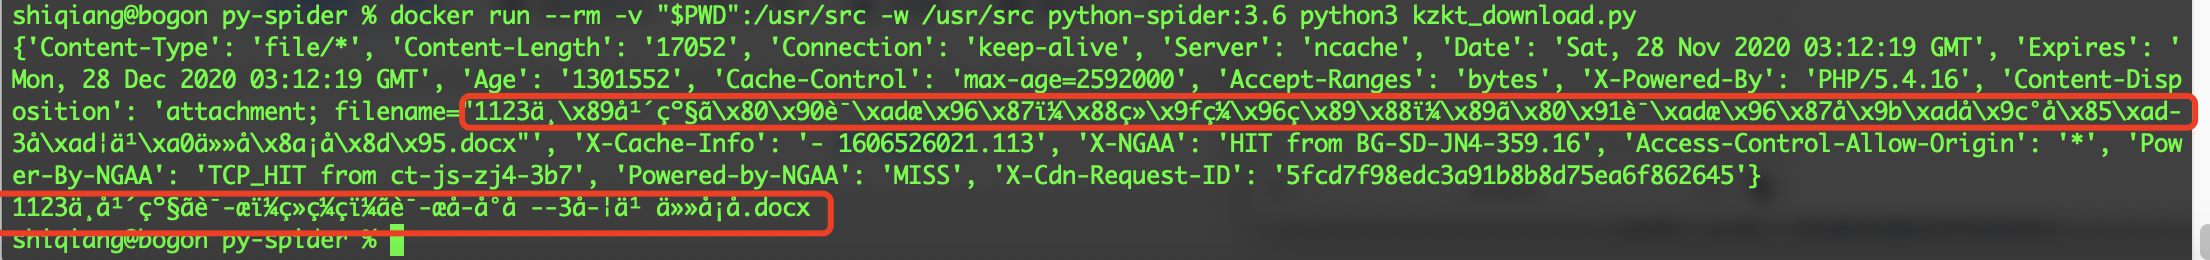 shiqiang@bogon py-spider % docker run --rm -v "$PWD":/usr/src -w /usr/src python-spider:3.6 python3 kzkt_download.py
{'Content-Type': 'file/*', 'Content-Length': '17052', 'Connection': 'keep-alive', 'Server': 'ncache', 'Date': 'Sat, 28 Nov 2020 03:12:19 GMT', 'Expires': '
Mon, 28 Dec 2020 03:12:19 GMT', 'Age': '1301552', 'Cache-Control': 'max-age=2592000', 'Accept-Ranges': 'bytes', 'X-Powered-By': 'PHP/5.4.16', 'Content-Disp
osition': 'attachment; filename="1123ä¸\x89å¹´çº§ã\x80\x90è¯\xadæ\x96\x87ï¼\x88ç»\x9fç¼\x96ç\x89\x88ï¼\x89ã\x80\x91è¯\xadæ\x96\x87å\x9b\xadå\x9c°å\x85\xad-
3å\xad¦ä¹\xa0ä»»å\x8a¡å\x8d\x95.docx"', 'X-Cache-Info': '- 1606526021.113', 'X-NGAA': 'HIT from BG-SD-JN4-359.16', 'Access-Control-Allow-Origin': '*', 'Pow
er-By-NGAA': 'TCP_HIT from ct-js-zj4-3b7', 'Powered-by-NGAA': 'MISS', 'X-Cdn-Request-ID': '5fcd7f98edc3a91b8b8d75ea6f862645'}
1123ä¸å¹´çº§ãè¯-æï¼ç»ç¼çï¼ãè¯-æå-å°å --3å-¦ä¹ ä»»å¡å.docx
shiqiang@bogon py-spider %